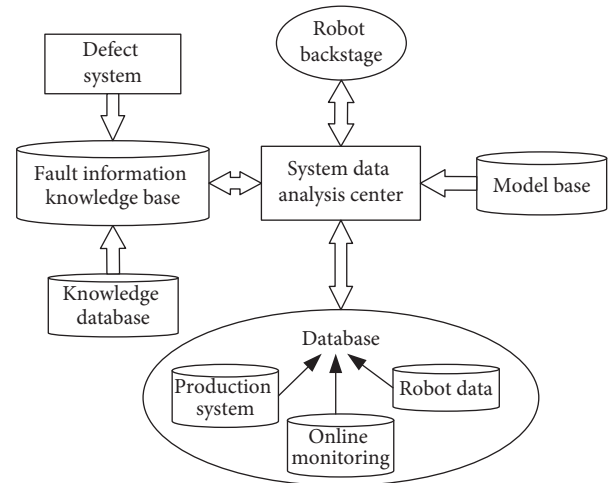 Defect
system
Robot
backstage
Fault information
knowledge base
System data
analysis center
Model base
Knowledge
database
Database
Production
system
Robot data
Online
monitoring